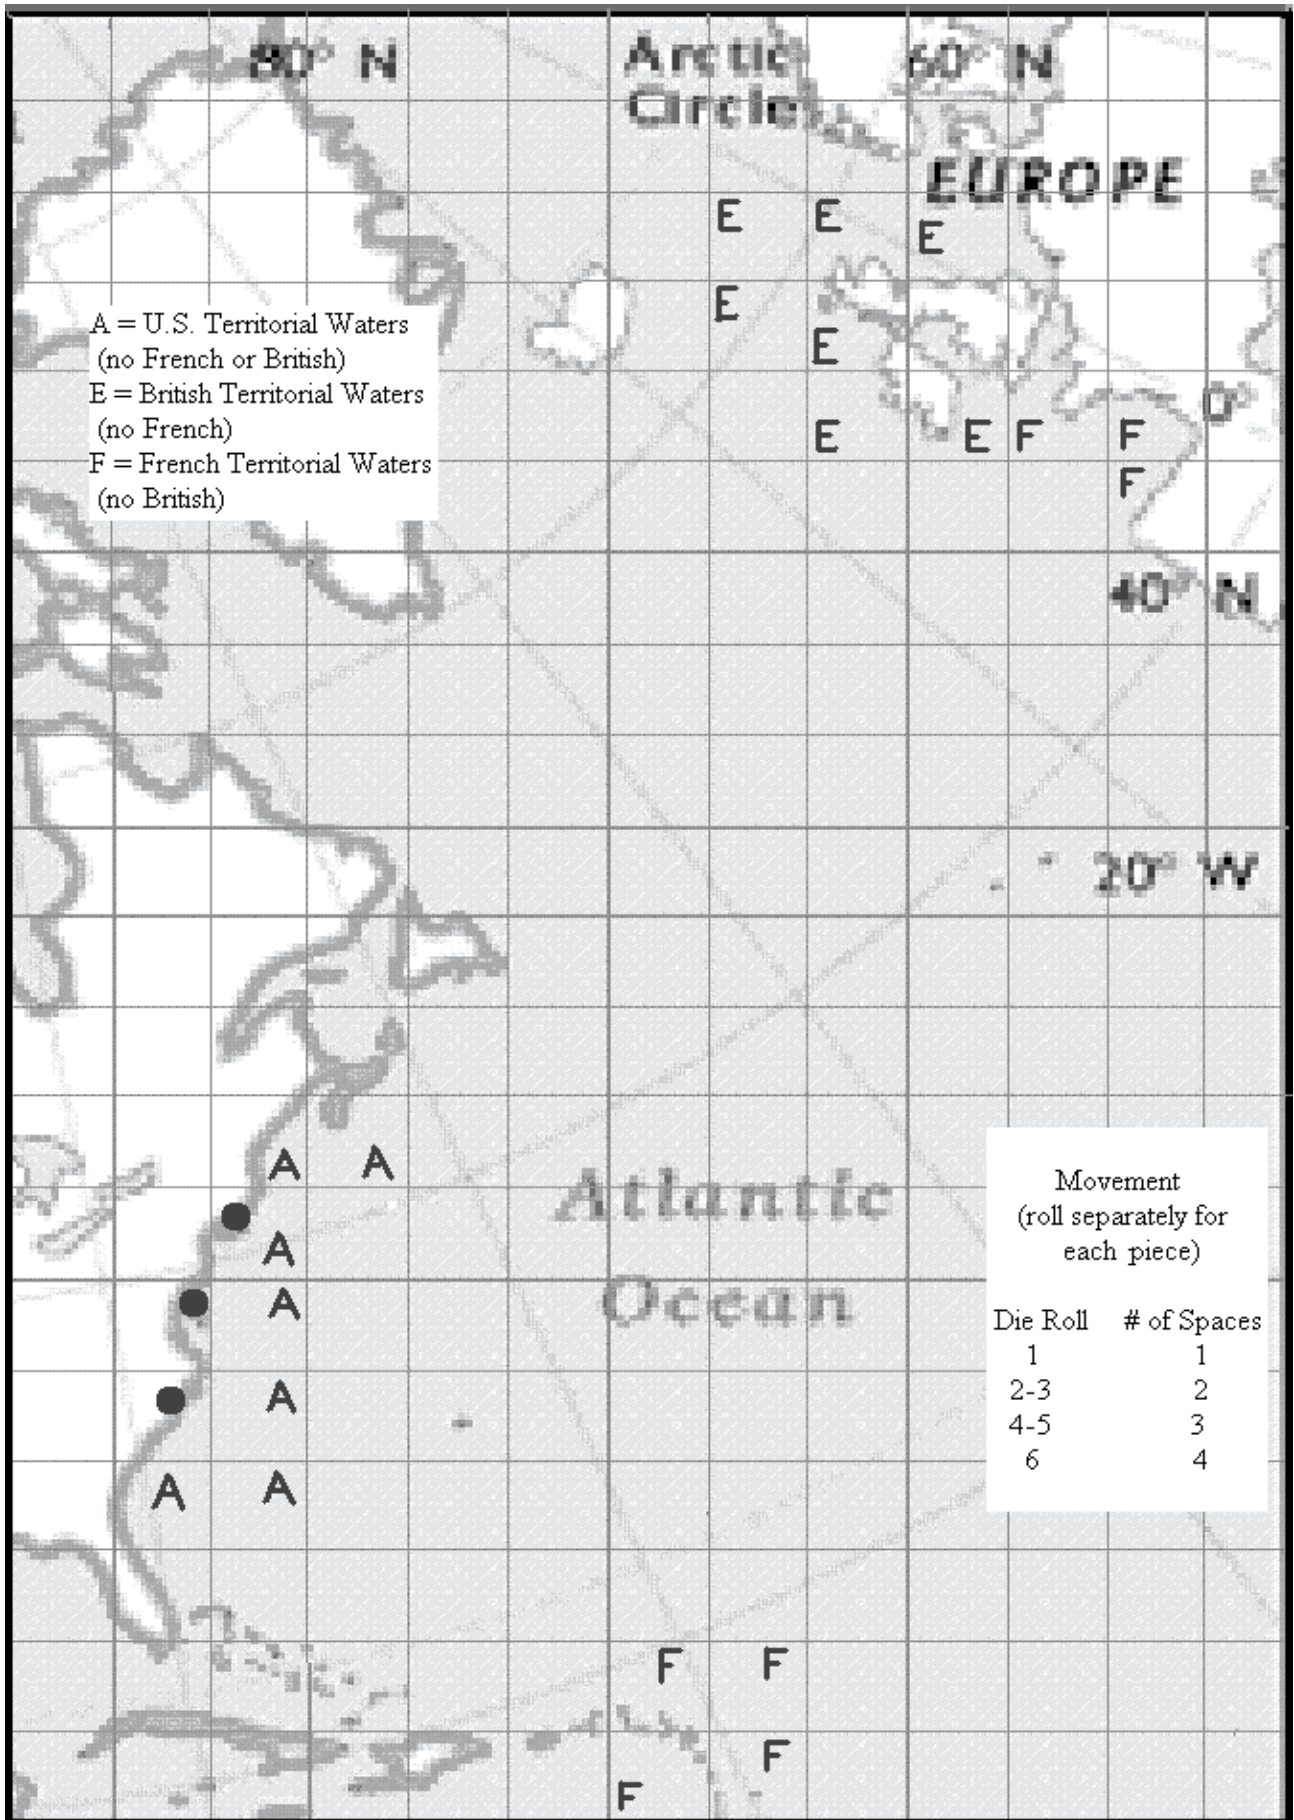 80° N
Arctic
Circle
60° N
EUROPE
E
E
E
E
A = U.S. Territorial Waters
(no French or British)
E = British Territorial Waters
(no French)
F = French Territorial Waters
(no British)
E
0°
E
E
F
F
F
40° N
20° W
A
A
Atlantic
Ocean
A
A
A
A
A
Movement
(roll separately for
each piece)
Die Roll # of Spaces
1 1
2-3 2
4-5 3
6 4
F
F
F
F